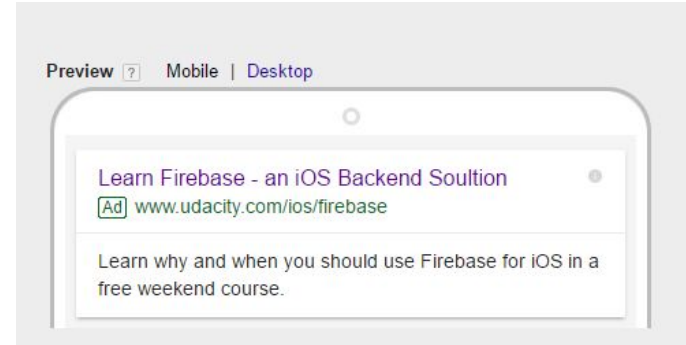 Preview ? Mobile | Desktop
Learn Firebase - an iOS Backend Soultion
Ad www.udacity.com/ios/firebase
Learn why and when you should use Firebase for iOS in a
free weekend course.